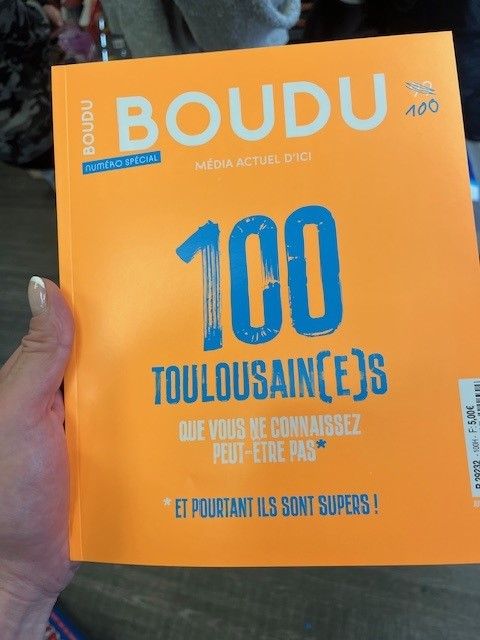 BOUDU
BOUDU
100
NUMÉRO SPÉCIAL
MÉDIA ACTUEL D'ICI
100
TOULOUSAIN(E)S
QUE VOUS NE CONNAISSEZ
PEUT-ÊTRE PAS*
* ET POURTANT ILS SONT SUPERS !
F: 5,00€